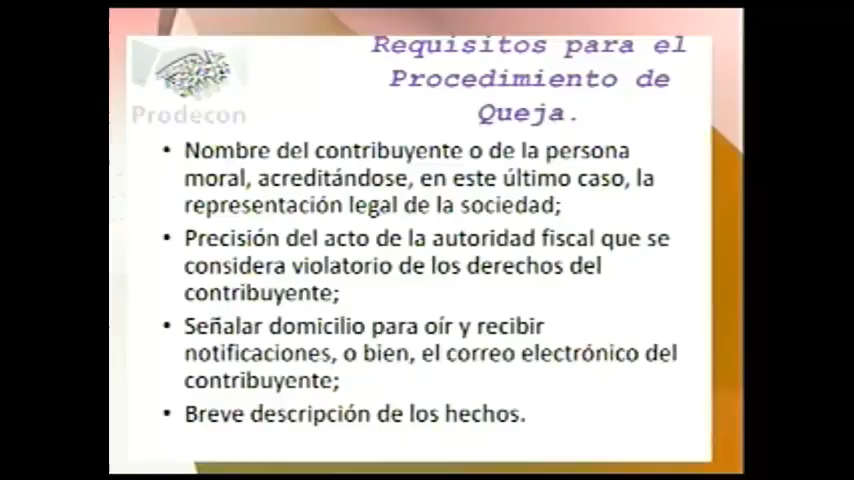 Requisitos para el
Procedimiento de
Queja.
Prodecon
• Nombre del contribuyente o de la persona
moral, acreditándose, en este último caso, la
representación legal de la sociedad;
• Precisión del acto de la autoridad fiscal que se
considera violatorio de los derechos del
contribuyente;
• Señalar domicilio para oír y recibir
notificaciones, o bien, el correo electrónico del
contribuyente;
• Breve descripción de los hechos.